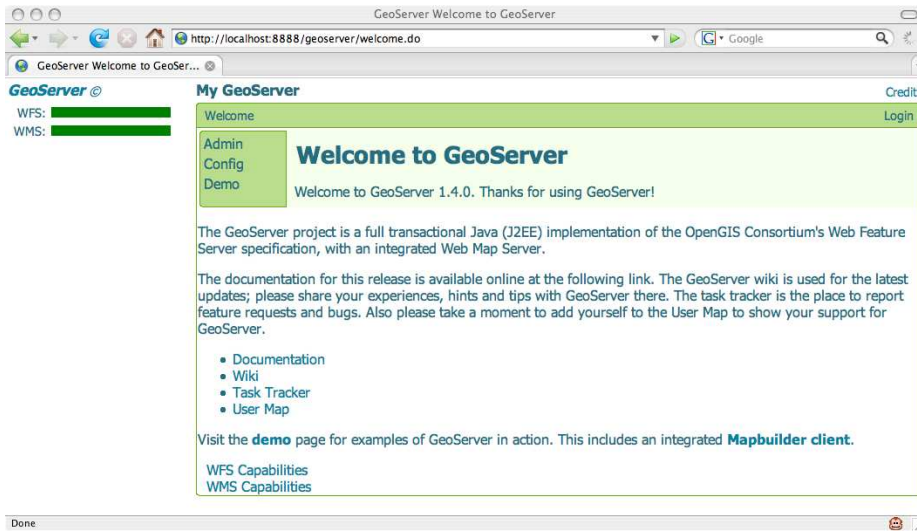 GeoServer Welcome to GeoServer
http://localhost:8888/geoserver/welcome.do
G Google
GeoServer Welcome to GeoSer...
GeoServer ©
WFS:
WMS:
My GeoServer
Credit
Welcome
Login
Admin
Config
Demo
Welcome to GeoServer
Welcome to GeoServer 1.4.0. Thanks for using GeoServer!
The GeoServer project is a full transactional Java (J2EE) implementation of the OpenGIS Consortium's Web Feature
Server specification, with an integrated Web Map Server.
The documentation for this release is available online at the following link. The GeoServer wiki is used for the latest
updates; please share your experiences, hints and tips with GeoServer there. The task tracker is the place to report
feature requests and bugs. Also please take a moment to add yourself to the User Map to show your support for
GeoServer.
• Documentation
• Wiki
• Task Tracker
• User Map
Visit the demo page for examples of GeoServer in action. This includes an integrated Mapbuilder client.
WFS Capabilities
WMS Capabilities
Done